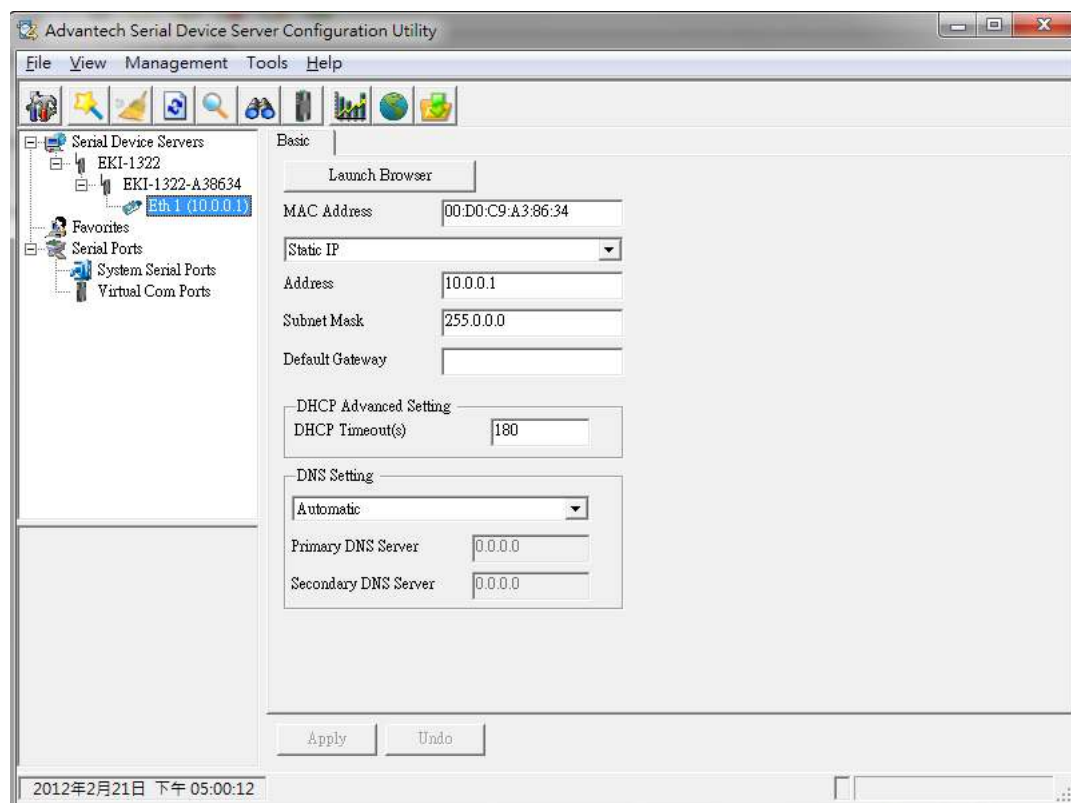 Advantech Serial Device Server Configuration Utility
File View Management Tools Help
Serial Device Servers
EKI-1322
EKI-1322-A38634
Eth 1 (10.0.0.1)
Favorites
Serial Ports
System Serial Ports
Virtual Com Ports
Basic
Launch Browser
MAC Address 00:D0:C9:A3:86:34
Static IP
Address 10.0.0.1
Subnet Mask 255.0.0.0
Default Gateway
DHCP Advanced Setting
DHCP Timeout(s) 180
DNS Setting
Automatic
Primary DNS Server 0.0.0.0
Secondary DNS Server 0.0.0.0
Apply Undo
2012年2月21日 下午 05:00:12